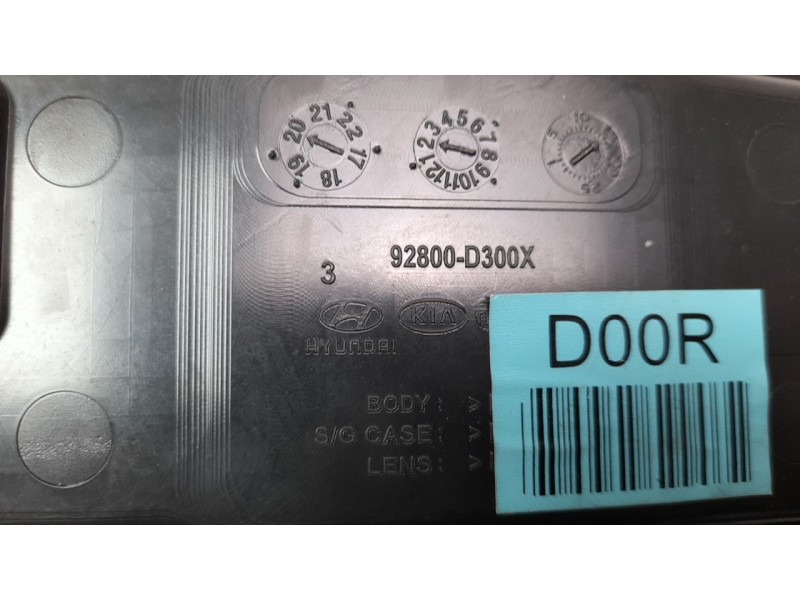 19 20 21 22 17 18
1 2 3 4 5 6 7 8 9 10 11 12
5 10
25
92800-D300X
3
KIA
HYUNDAI
D00R
BODY : >
S/G CASE : >
LENS : >